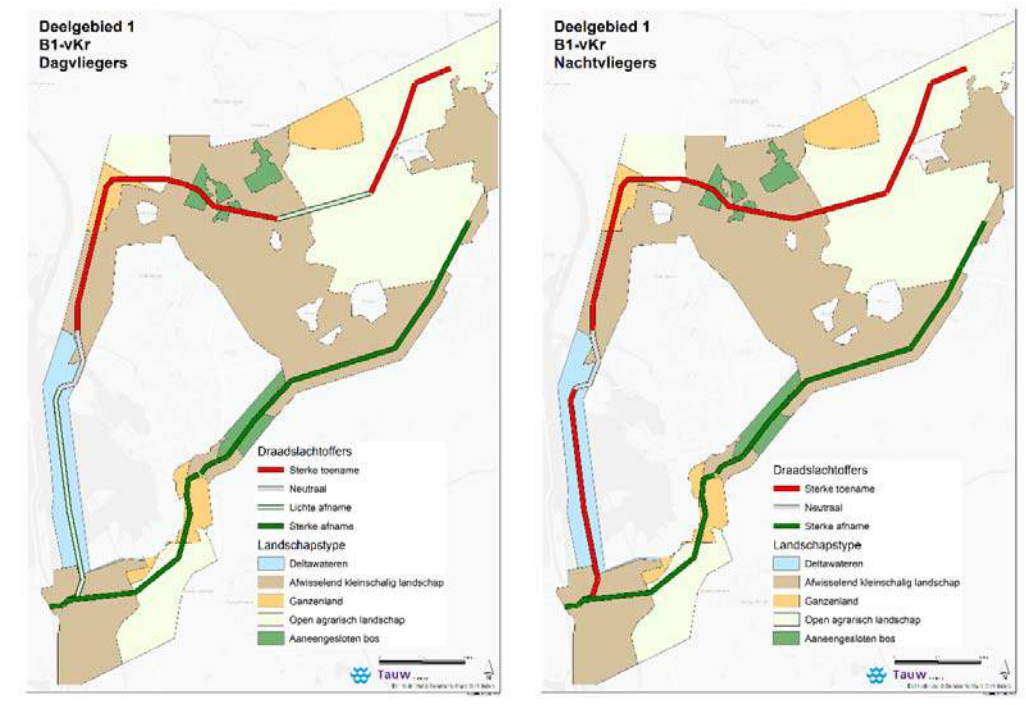 Deelgebied 1
B1-vKr
Dagvliegers
Draadslachtoffers
Sterke toename
Neutraal
Lichte afname
Sterke afname
Landschapstype
Deltawateren
Afwisselend kleinschalig landschap
Ganzenland
Open agrarisch landschap
Aaneengesloten bos
Tauw
Deelgebied 1
B1-vKr
Nachtvliegers
Draadslachtoffers
Sterke toename
Neutraal
Sterke afname
Landschapstype
Deltawateren
Afwisselend kleinschalig landschap
Ganzenland
Open agrarisch landschap
Aaneengesloten bos
Tauw